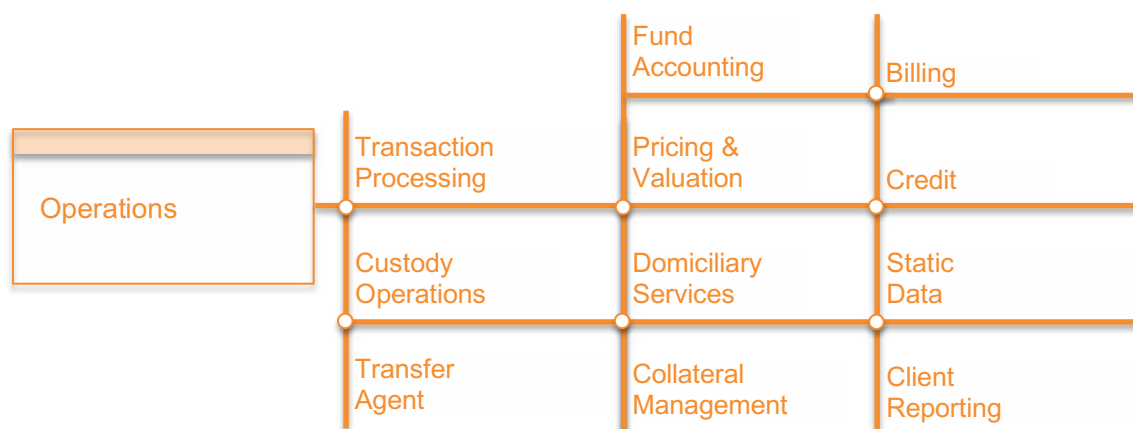 Operations
Transaction
Processing
Custody
Operations
Transfer
Agent
Fund
Accounting
Pricing &
Valuation
Domiciliary
Services
Collateral
Management
Billing
Credit
Static
Data
Client
Reporting